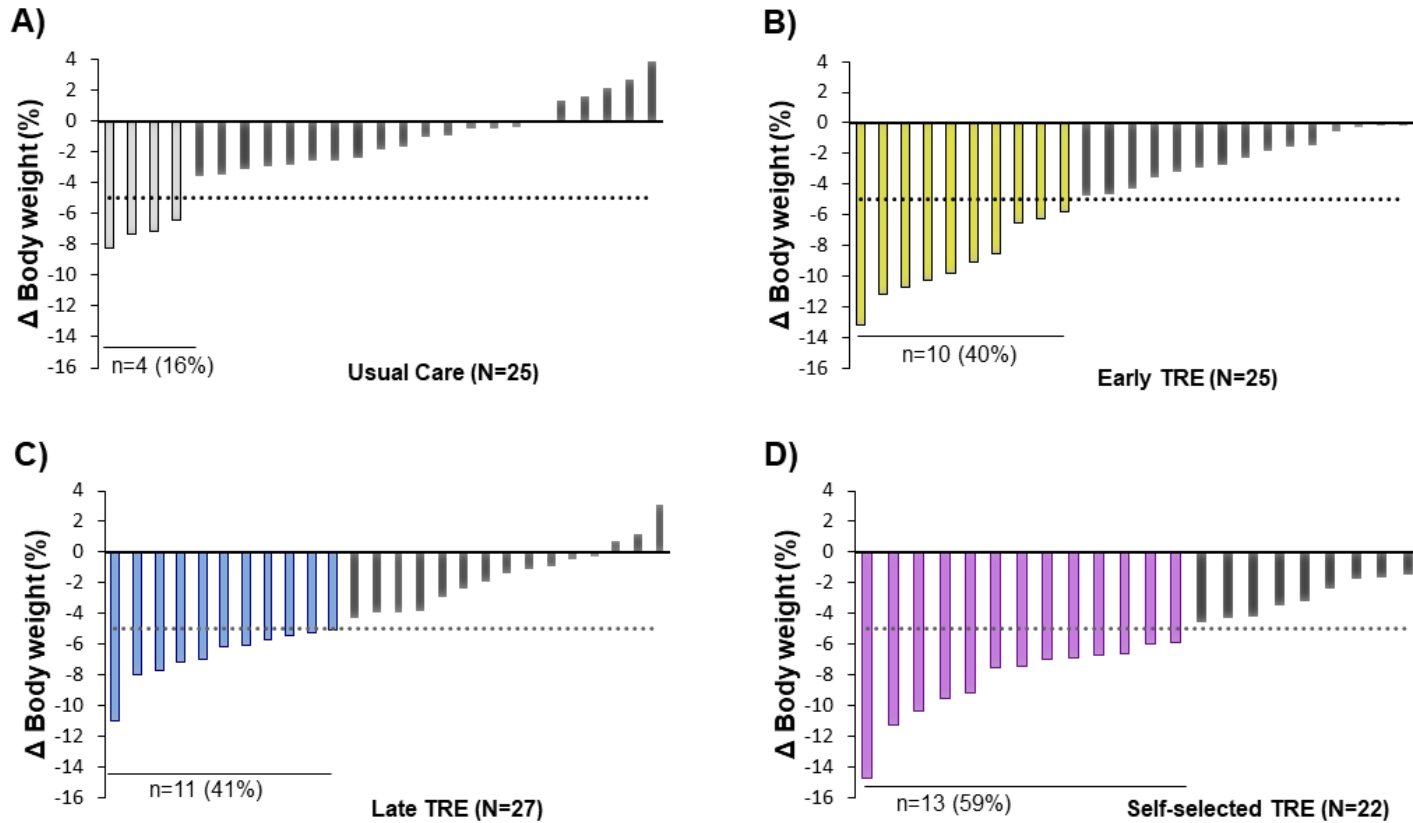 A)
Δ Body weight (%)
4
2
0
-2
-4
-6
-8
-10
-12
-14
-16
n=4 (16%)
Usual Care (N=25)
B)
Δ Body weight (%)
4
2
0
-2
-4
-6
-8
-10
-12
-14
-16
n=10 (40%)
Early TRE (N=25)
C)
Δ Body weight (%)
4
2
0
-2
-4
-6
-8
-10
-12
-14
-16
n=11 (41%)
Late TRE (N=27)
D)
Δ Body weight (%)
4
2
0
-2
-4
-6
-8
-10
-12
-14
-16
n=13 (59%)
Self-selected TRE (N=22)